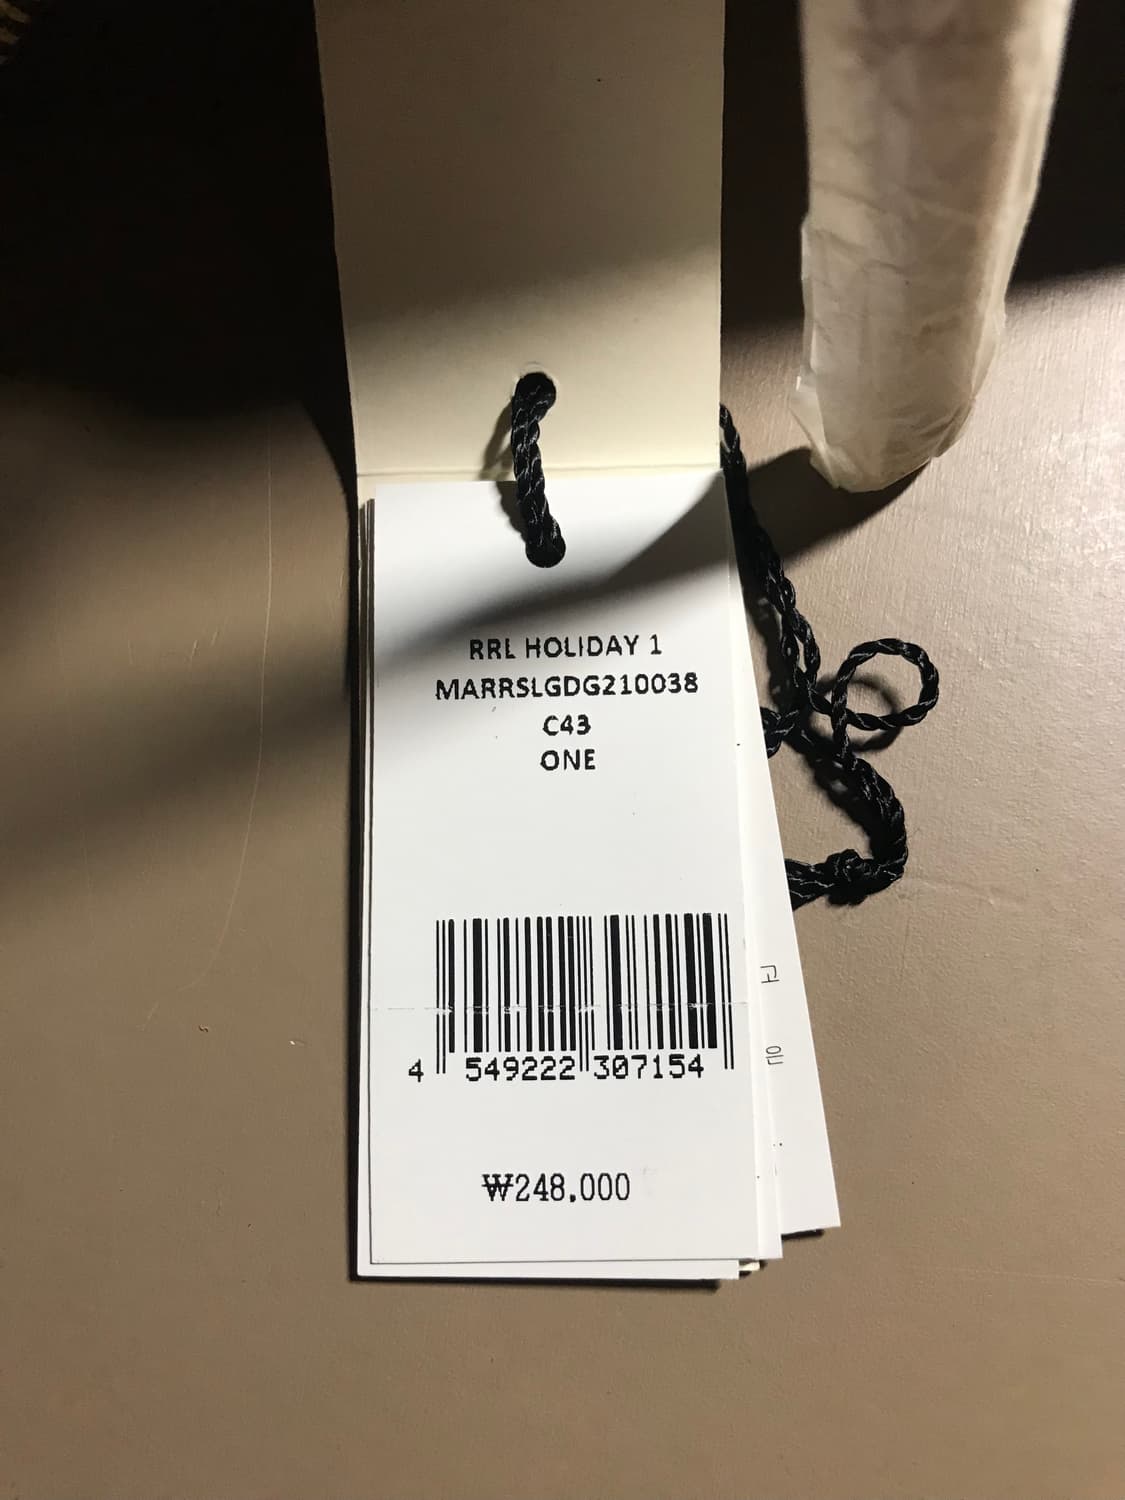 RRL HOLIDAY 1
MARRSLGDG210038
C43
ONE
4 549222 307154
₩248,000